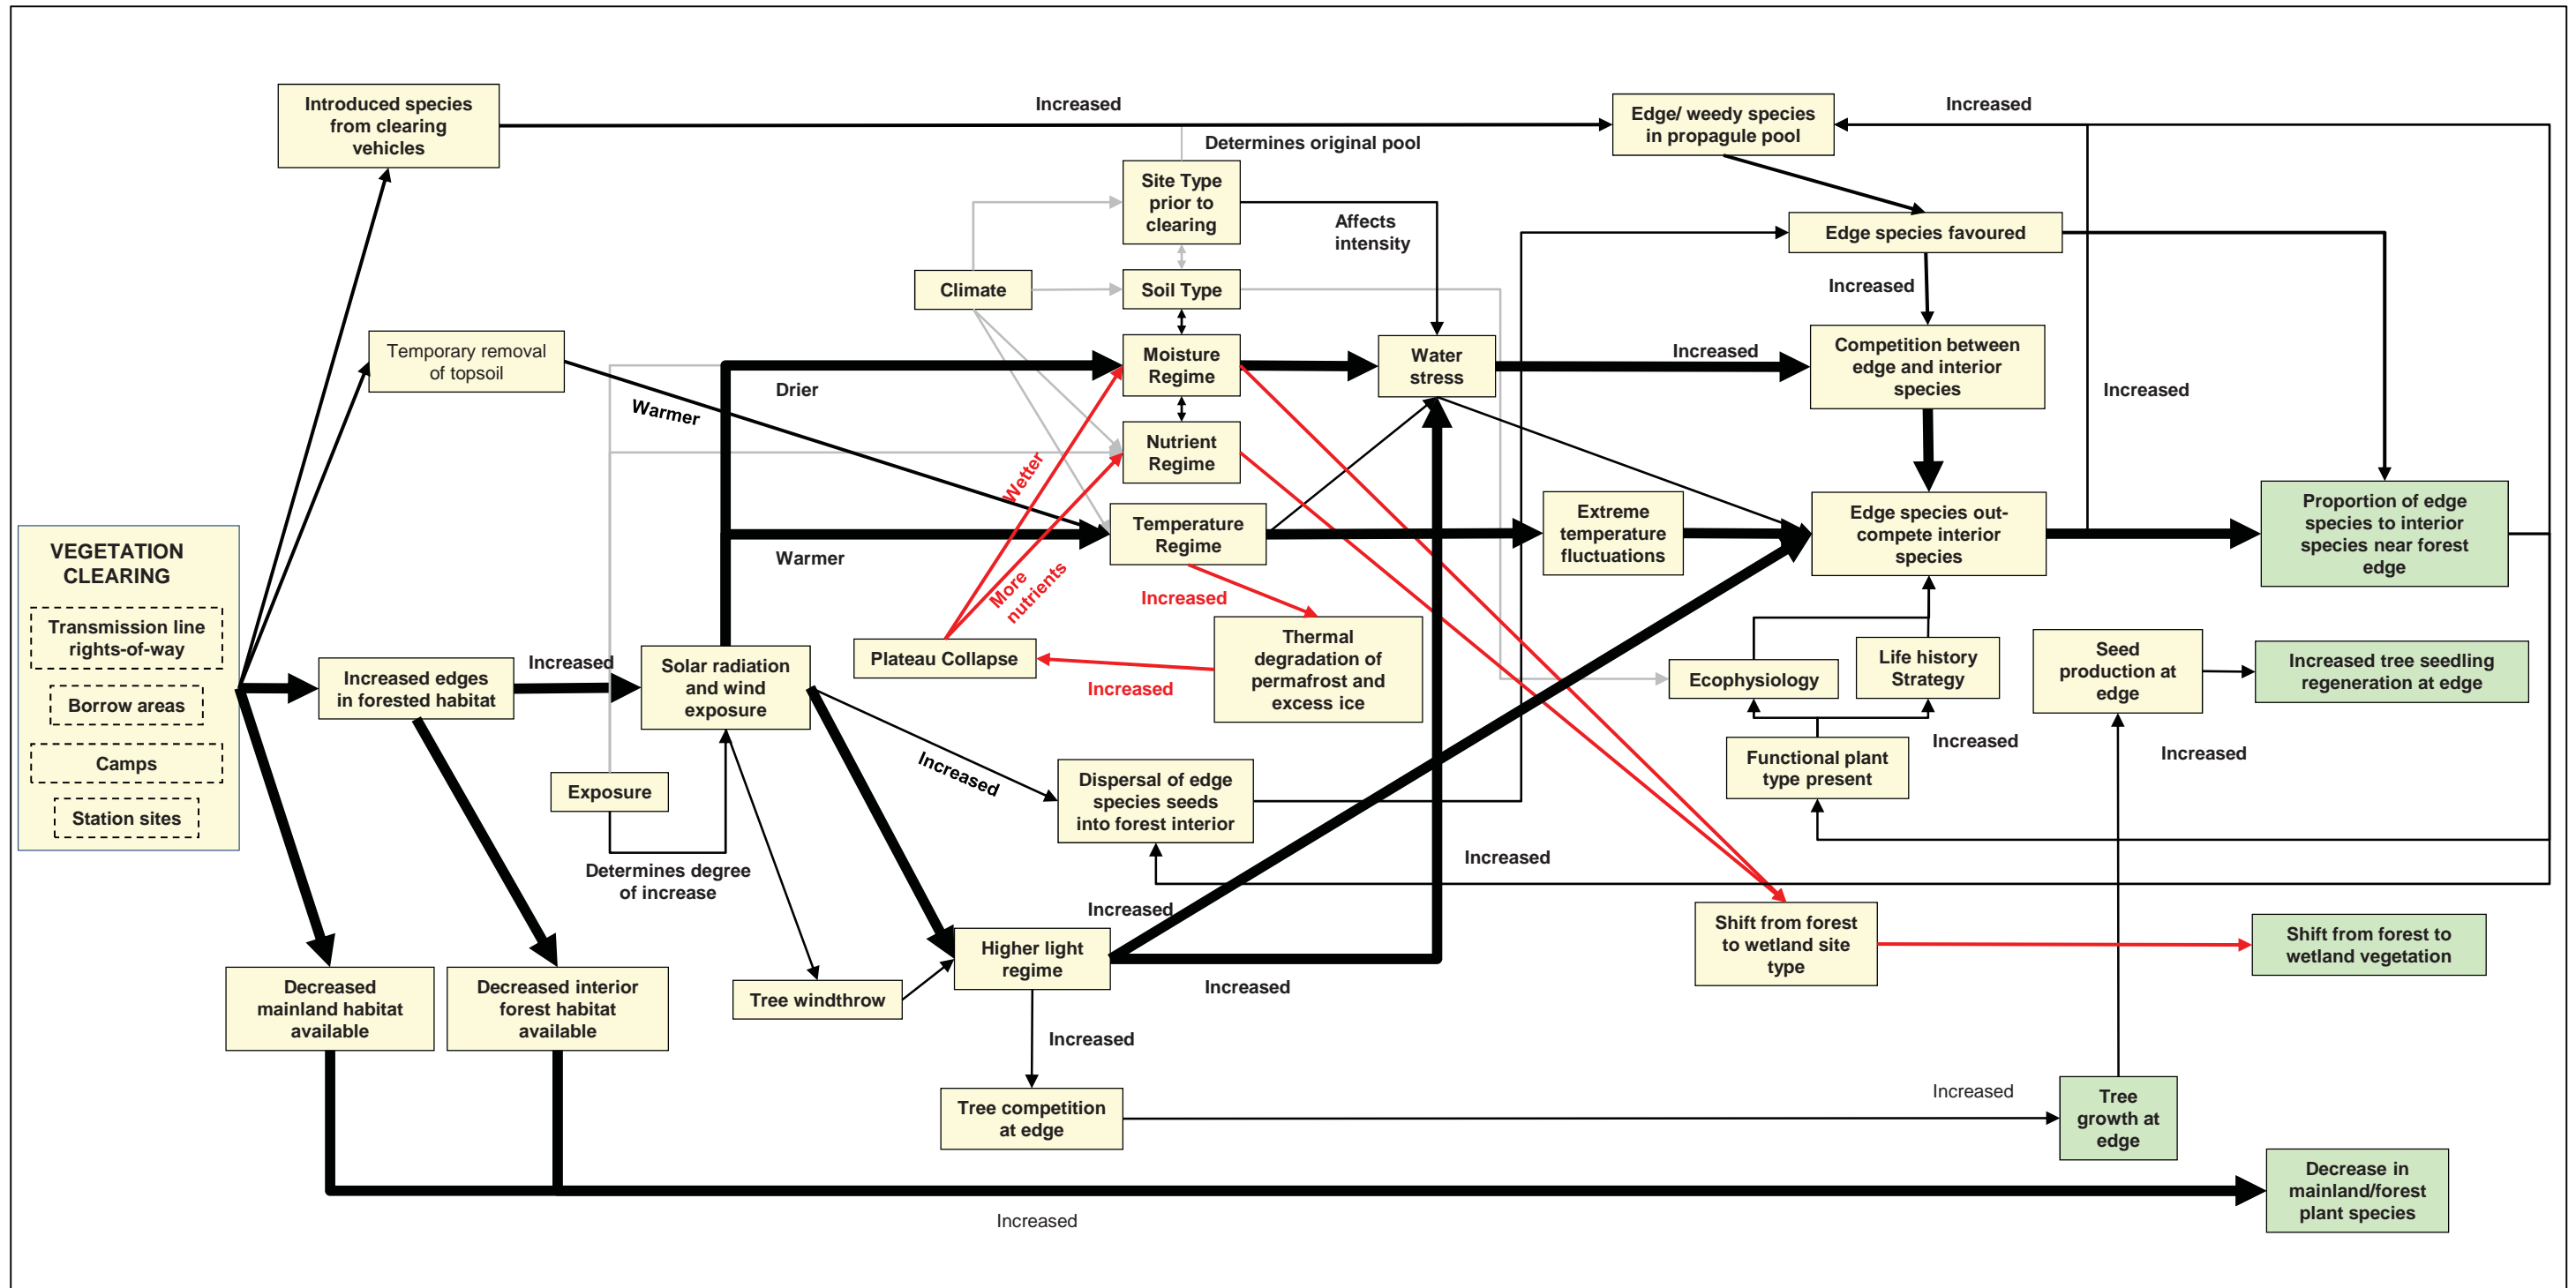 Introduced species
from clearing
vehicles
Increased
Edge/ weedy species
in propagule pool
Increased
Determines original pool
Site Type
prior to
clearing
Affects
intensity
Edge species favoured
Climate
Soil Type
Increased
Temporary removal
of topsoil
Warmer
Drier
Moisture
Regime
Water
stress
Increased
Competition between
edge and interior
species
Increased
Nutrient
Regime
Wetter
More
nutrients
Warmer
Temperature
Regime
Extreme
temperature
fluctuations
Edge species out-
compete interior
species
Proportion of edge
species to interior
species near forest
edge
VEGETATION
CLEARING
Transmission line
rights-of-way
Borrow areas
Camps
Station sites
Increased edges
in forested habitat
Increased
Solar radiation
and wind
exposure
Plateau Collapse
Increased
Increased
Thermal
degradation of
permafrost and
excess ice
Ecophysiology
Life history
Strategy
Seed
production at
edge
Increased tree seedling
regeneration at edge
Increased
Functional plant
type present
Increased
Exposure
Determines degree
of increase
Increased
Dispersal of edge
species seeds
into forest interior
Increased
Increased
Higher light
regime
Increased
Shift from forest
to wetland site
type
Shift from forest to
wetland vegetation
Decreased
mainland habitat
available
Decreased interior
forest habitat
available
Tree windthrow
Increased
Tree competition
at edge
Increased
Tree
growth at
edge
Decrease in
mainland/forest
plant species
Increased